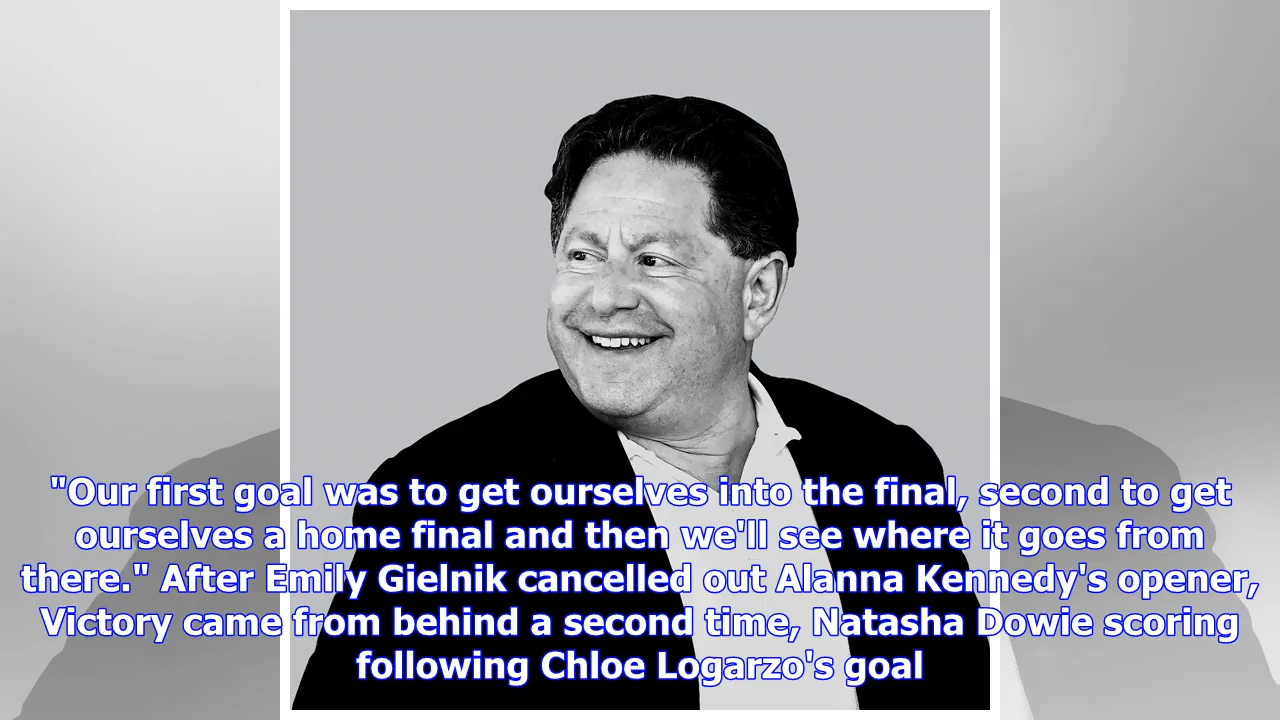 "Our first goal was to get ourselves into the final, second to get
ourselves a home final and then we'll see where it goes from
there." After Emily Gielnik cancelled out Alanna Kennedy's opener,
Victory came from behind a second time, Natasha Dowie scoring
following Chloe Logarzo's goal